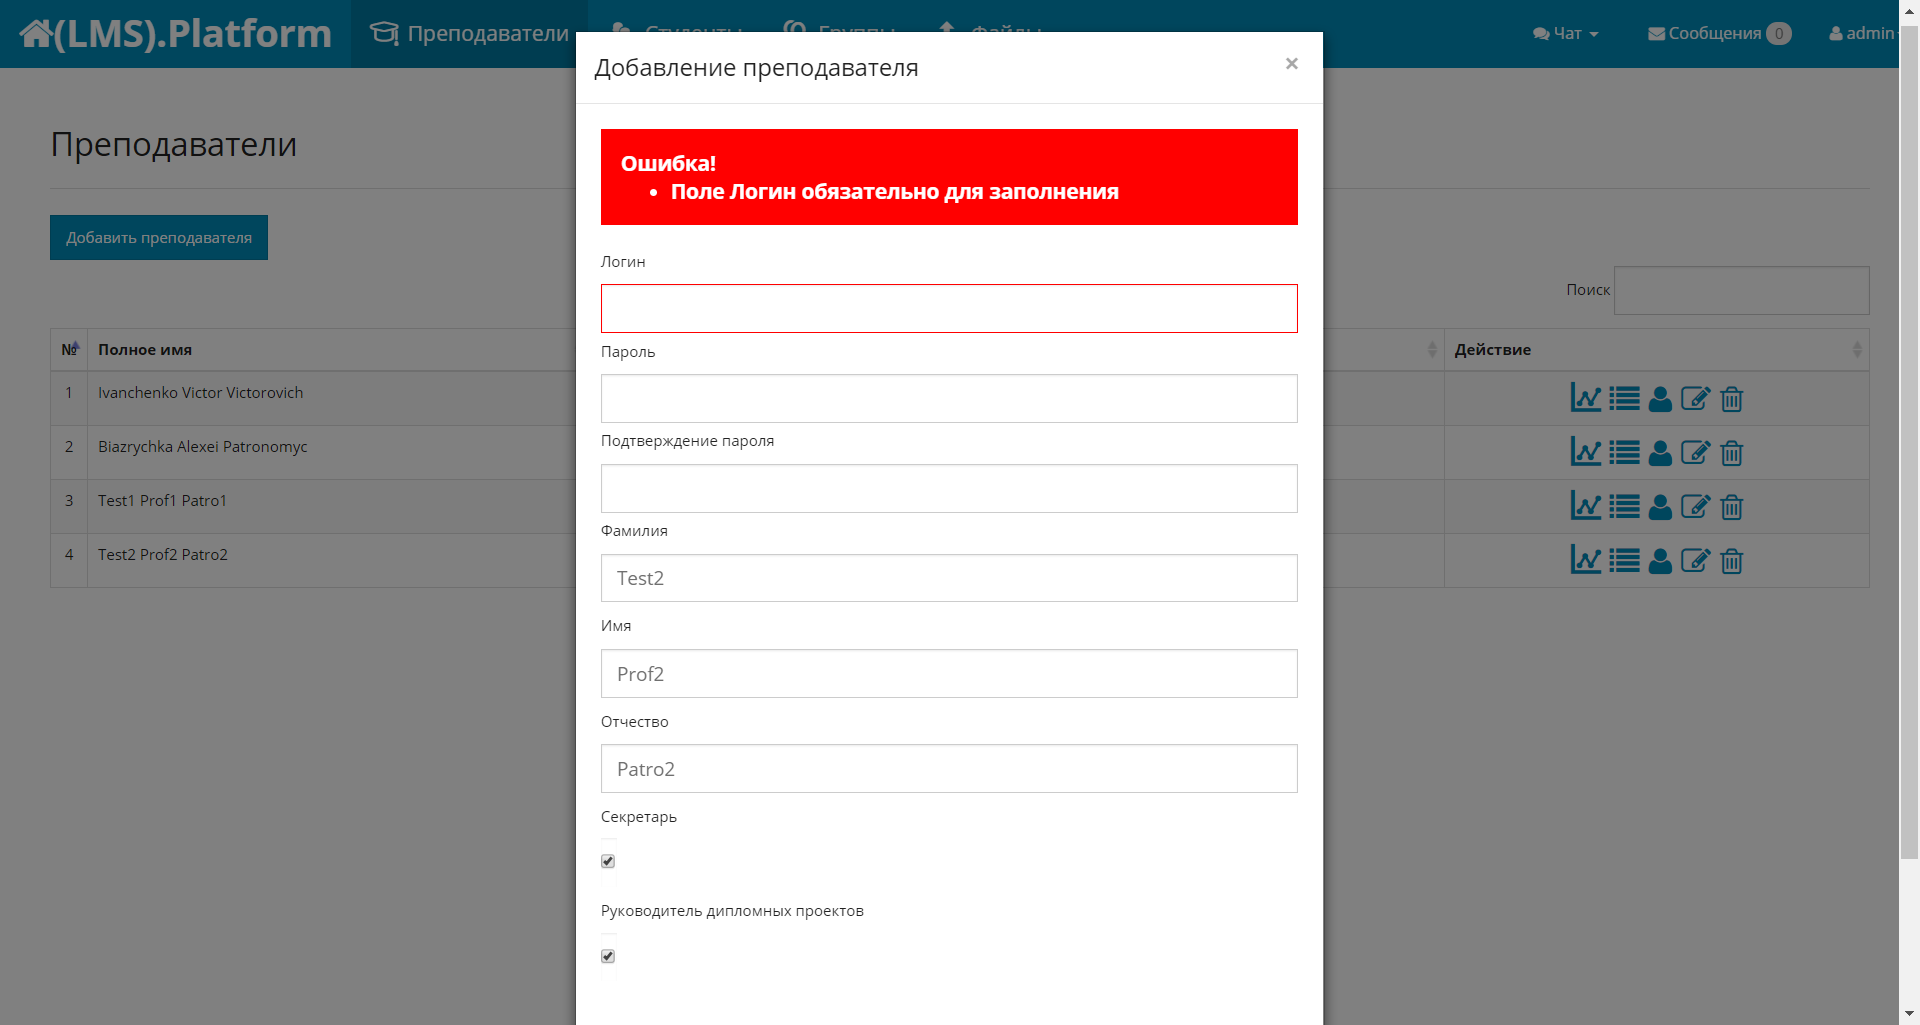 (LMS).Platform
Преподаватели
Студенты
Группы
Файлы
Чат
Сообщения 0
admin
Добавление преподавателя
×
Преподаватели
Ошибка!
• Поле Логин обязательно для заполнения
Добавить преподавателя
Логин
Поиск
№
Полное имя
Действие
Пароль
1 Ivanchenko Victor Victorovich
Подтверждение пароля
2 Biazrychka Alexei Patronomyc
3 Test1 Prof1 Patro1
Фамилия
4 Test2 Prof2 Patro2
Test2
Имя
Prof2
Отчество
Patro2
Секретарь
Руководитель дипломных проектов